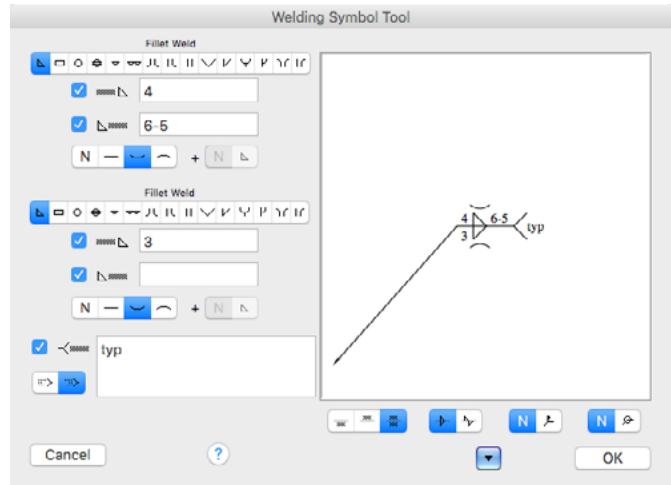 Welding Symbol Tool
Fillet Weld
4
6-5
N
+ N
Fillet Weld
3
N
+ N
typ
4 6-5
3 typ
N
N
Cancel
?
OK